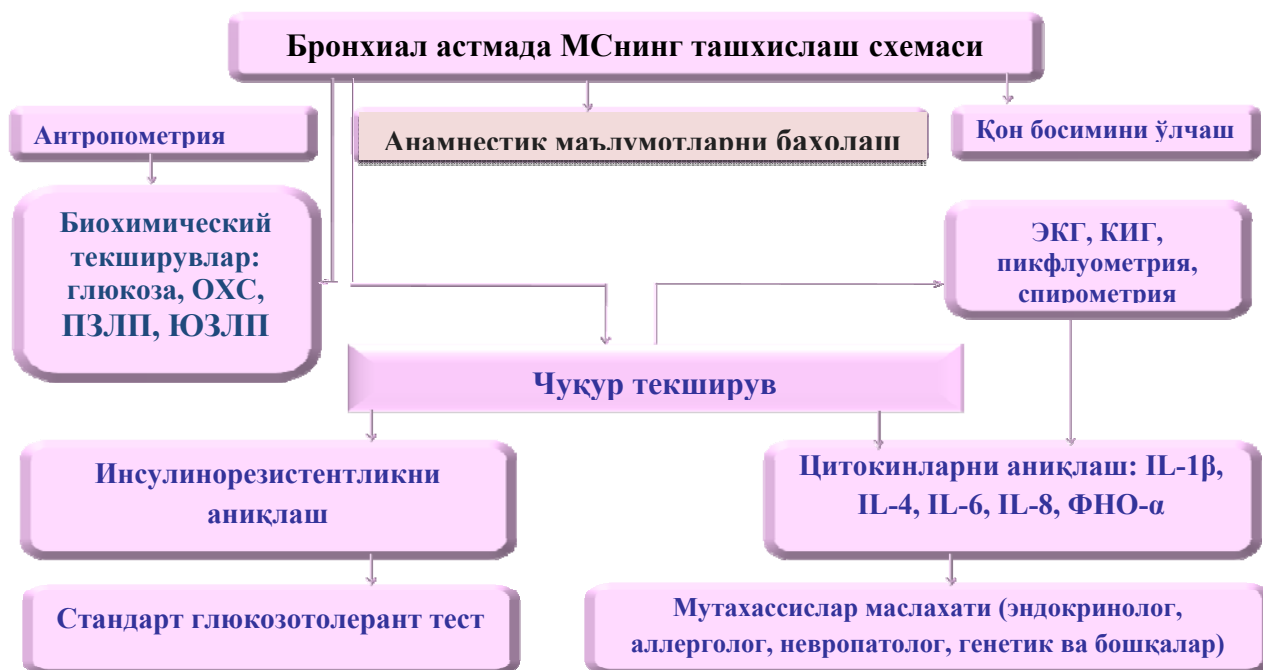 Бронхиал астмада МСнинг ташхислаш схемаси
Антропометрия
Анамнестик маълумотларни баҳолаш
Қон босимини ўлчаш
Биохимический
текширувлар:
глюкоза, ОХС,
ПЗЛП, ЮЗЛП
ЭКГ, КИГ,
пикфлуометрия,
спирометрия
Чуқур текширув
Инсулинорезистентликни
аниқлаш
Цитокинларни аниқлаш: IL-1β,
IL-4, IL-6, IL-8, ФНО-α
Стандарт глюкозотолерант тест
Мутахассислар маслахати (эндокринолог,
аллерголог, невропатолог, генетик ва бошқалар)